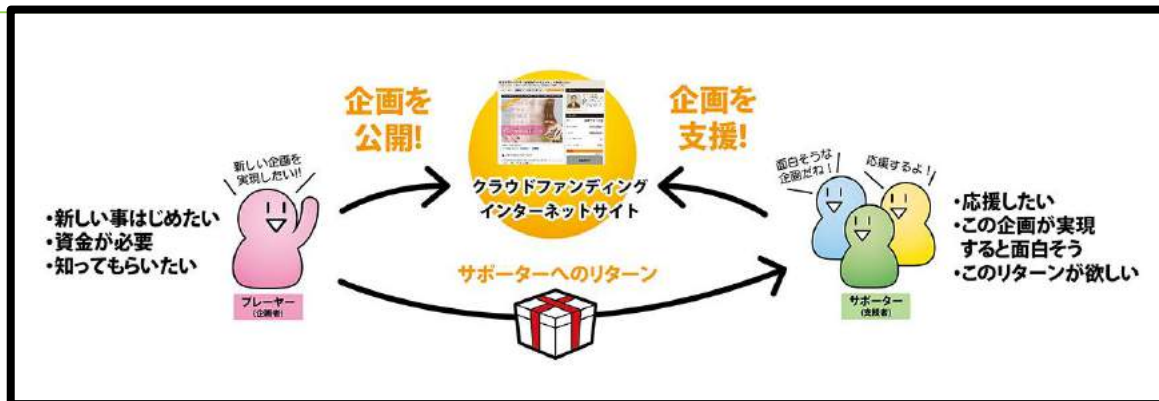 企画を
公開!
企画を
支援!
新しい企画を
実現したい!!
クラウドファンディング
インターネットサイト
面白そうな
企画だね!
応援するよ!
・新しい事はじめたい
・資金が必要
・知ってもらいたい
プレーヤー
(企画者)
サポーターへのリターン
サポーター
(支援者)
・応援したい
・この企画が実現
すると面白そう
・このリターンが欲しい